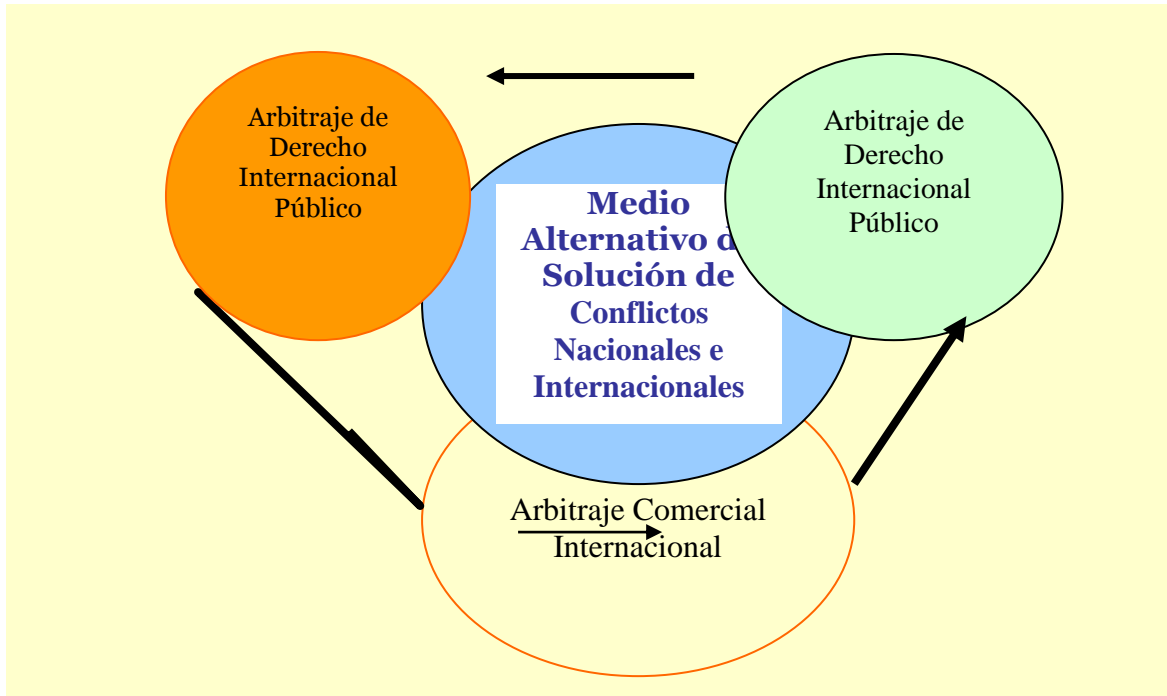 Arbitraje de
Derecho
Internacional
Público
Medio
Alternativo d
Solución de
Conflictos
Nacionales e
Internacionales
Arbitraje de
Derecho
Internacional
Público
Arbitraje Comercial
Internacional